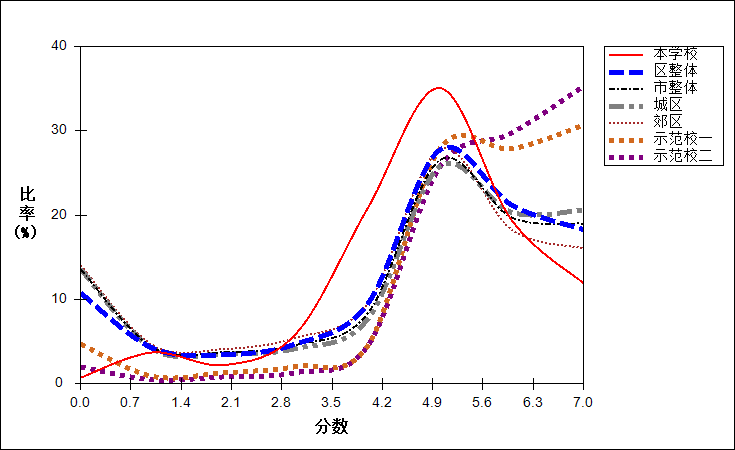 40
30
20
10
0
比
率
(%)
0.0 0.7 1.4 2.1 2.8 3.5 4.2 4.9 5.6 6.3 7.0
分数
本学校
区整体
市整体
城区
郊区
示范校一
示范校二